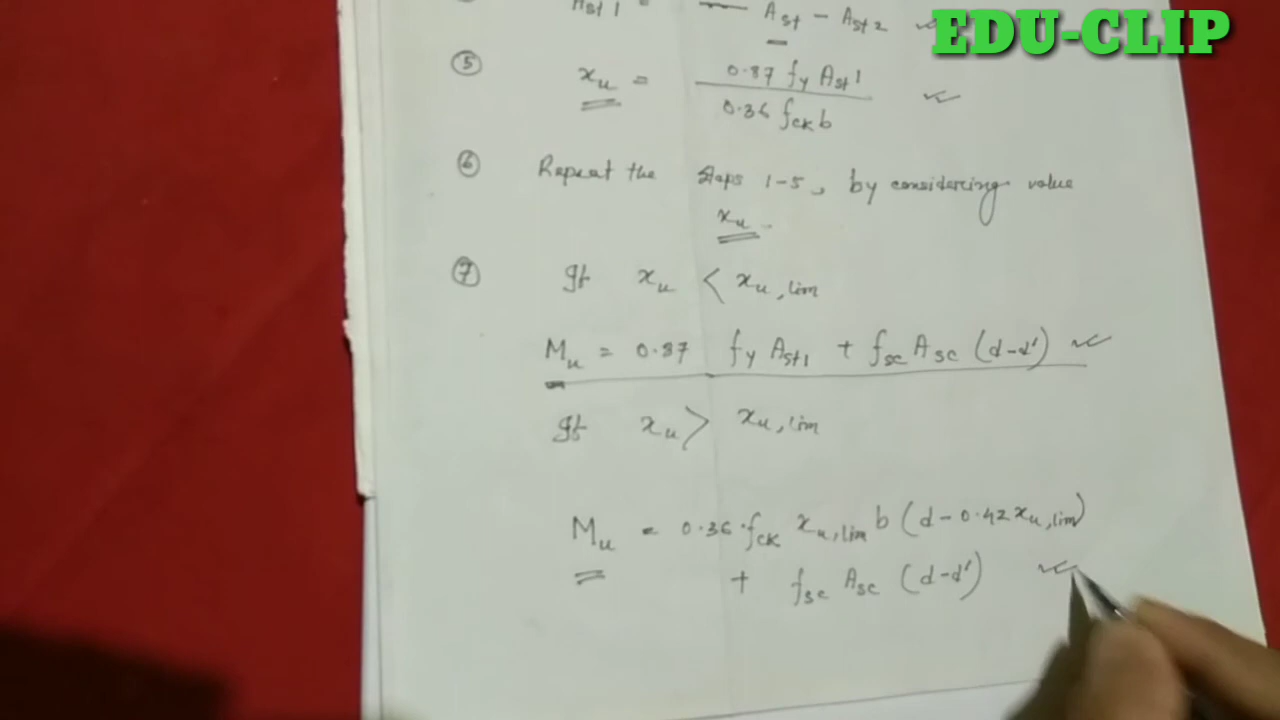 Ast1 = Ast - Ast2
EDU-CLIP
⑤ xu = 0.87 fy Ast1
0.36 fck b
⑥ Repeat the steps 1-5, by considering value
xu.
⑦ If xu < xu,lim
Mu = 0.87 fy Ast1 + fsc Asc (d-d')
If xu > xu,lim
Mu = 0.36 · fck xu,lim b (d - 0.42 xu,lim)
+ fsc Asc (d-d')